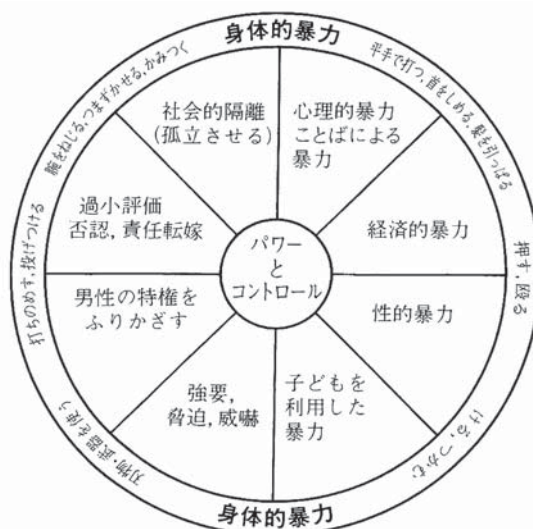 身体的暴力
平手で打つ,首をしめる,髪を引っぱる
押す,殴る
ける,つかむ
身体的暴力
刃物・武器を使う
打ちのめす,投げつける
腕をねじる,つまずかせる,かみつく
心理的暴力
ことばによる
暴力
経済的暴力
性的暴力
子どもを
利用した
暴力
強要,
脅迫,威嚇
男性の特権を
ふりかざす
過小評価
否認,責任転嫁
社会的隔離
(孤立させる)
パワー
と
コントロール